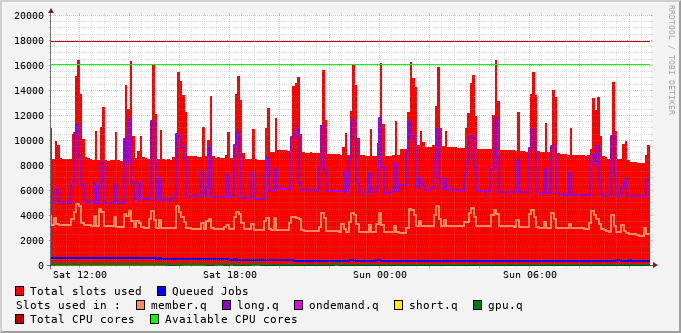 20000
18000
16000
14000
12000
10000
8000
6000
4000
2000
0
Sat 12:00 Sat 18:00 Sun 00:00 Sun 06:00
Total slots used Queued Jobs
Slots used in : member.q long.q ondemand.q short.q gpu.q
Total CPU cores Available CPU cores
RRDTOOL / TOBI OETIKER